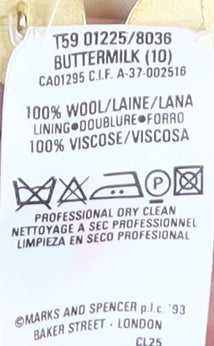 T59 01225/8036
BUTTERMILK (10)
CA01295 C.I.F. A-37-002516
100% WOOL/LAINE/LANA
LINING●DOUBLURE●FORRO
100% VISCOSE/VISCOSA
P
PROFESSIONAL DRY CLEAN
NETTOYAGE A SEC PROFESSIONNEL
LIMPIEZA EN SECO PROFESIONAL
©MARKS AND SPENCER p.l.c. '93
BAKER STREET · LONDON
CL25